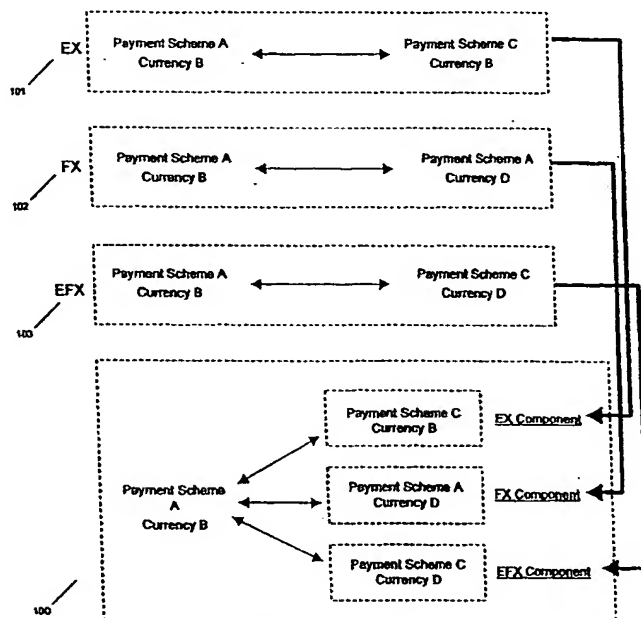 EX
Payment Scheme A
Currency B
Payment Scheme C
Currency B
101
FX
Payment Scheme A
Currency B
Payment Scheme A
Currency D
102
EFX
Payment Scheme A
Currency B
Payment Scheme C
Currency D
103
Payment Scheme C
Currency B
EX Component
Payment Scheme
A
Currency B
Payment Scheme A
Currency D
FX Component
Payment Scheme C
Currency D
EFX Component
100